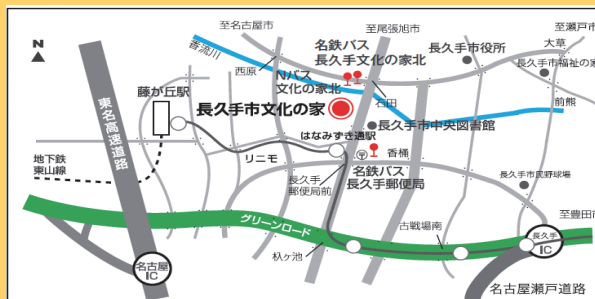 至名古屋市
至尾張旭市
至瀬戸市
N
香流川
名鉄バス
長久手文化の家北
長久手市役所
大草
西原
Nバス
文化の家北
長久手市福祉の家
藤が丘駅
石田
前熊
長久手市文化の家
東名高速道路
はなみずき通駅
長久手市中央図書館
地下鉄
東山線
リニモ
香桶
長久手
郵便局前
名鉄バス
長久手郵便局
長久手市民野球場
グリーンロード
古戦場南
至豊田市
名古屋
IC
杁ヶ池
長久手
IC
名古屋瀬戸道路